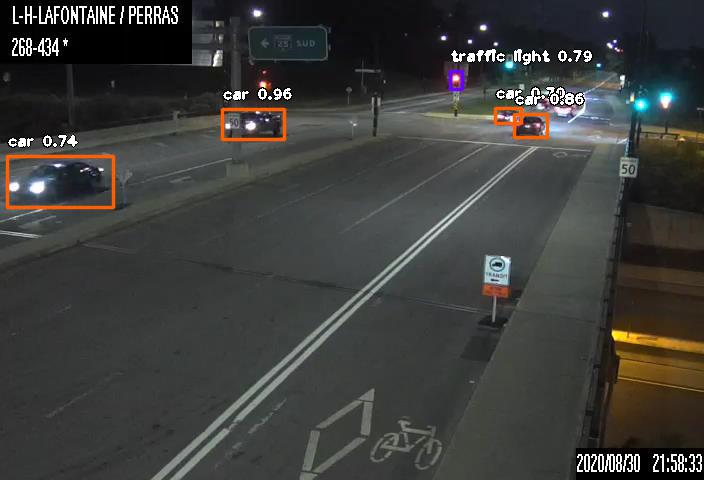 L-H-LAFONTAINE / PERRAS
268-434 *
25 SUD
traffic light 0.79
car 0.96
car 0.86
car 0.74
50
50
TRANSIT
2020/08/30 21:58:33